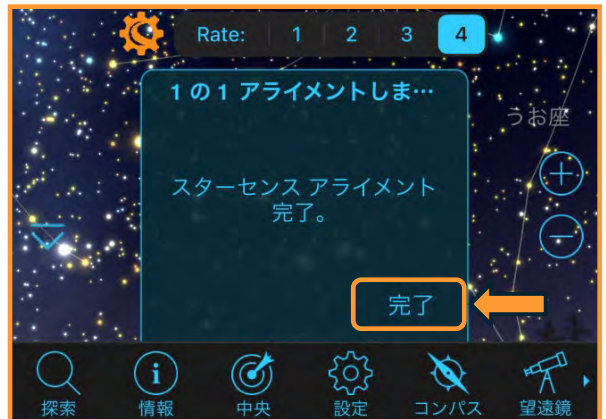 Rate: 1 2 3 4
1 の 1 アライメントしま…
うお座
スターセンス アライメント
完了。
完了
探索 情報 中央 設定 コンパス 望遠鏡